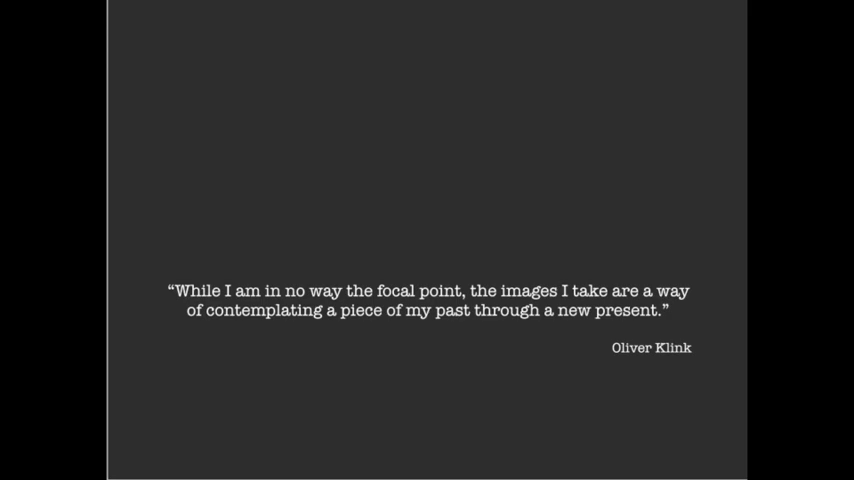 “While I am in no way the focal point, the images I take are a way
of contemplating a piece of my past through a new present.”
Oliver Klink